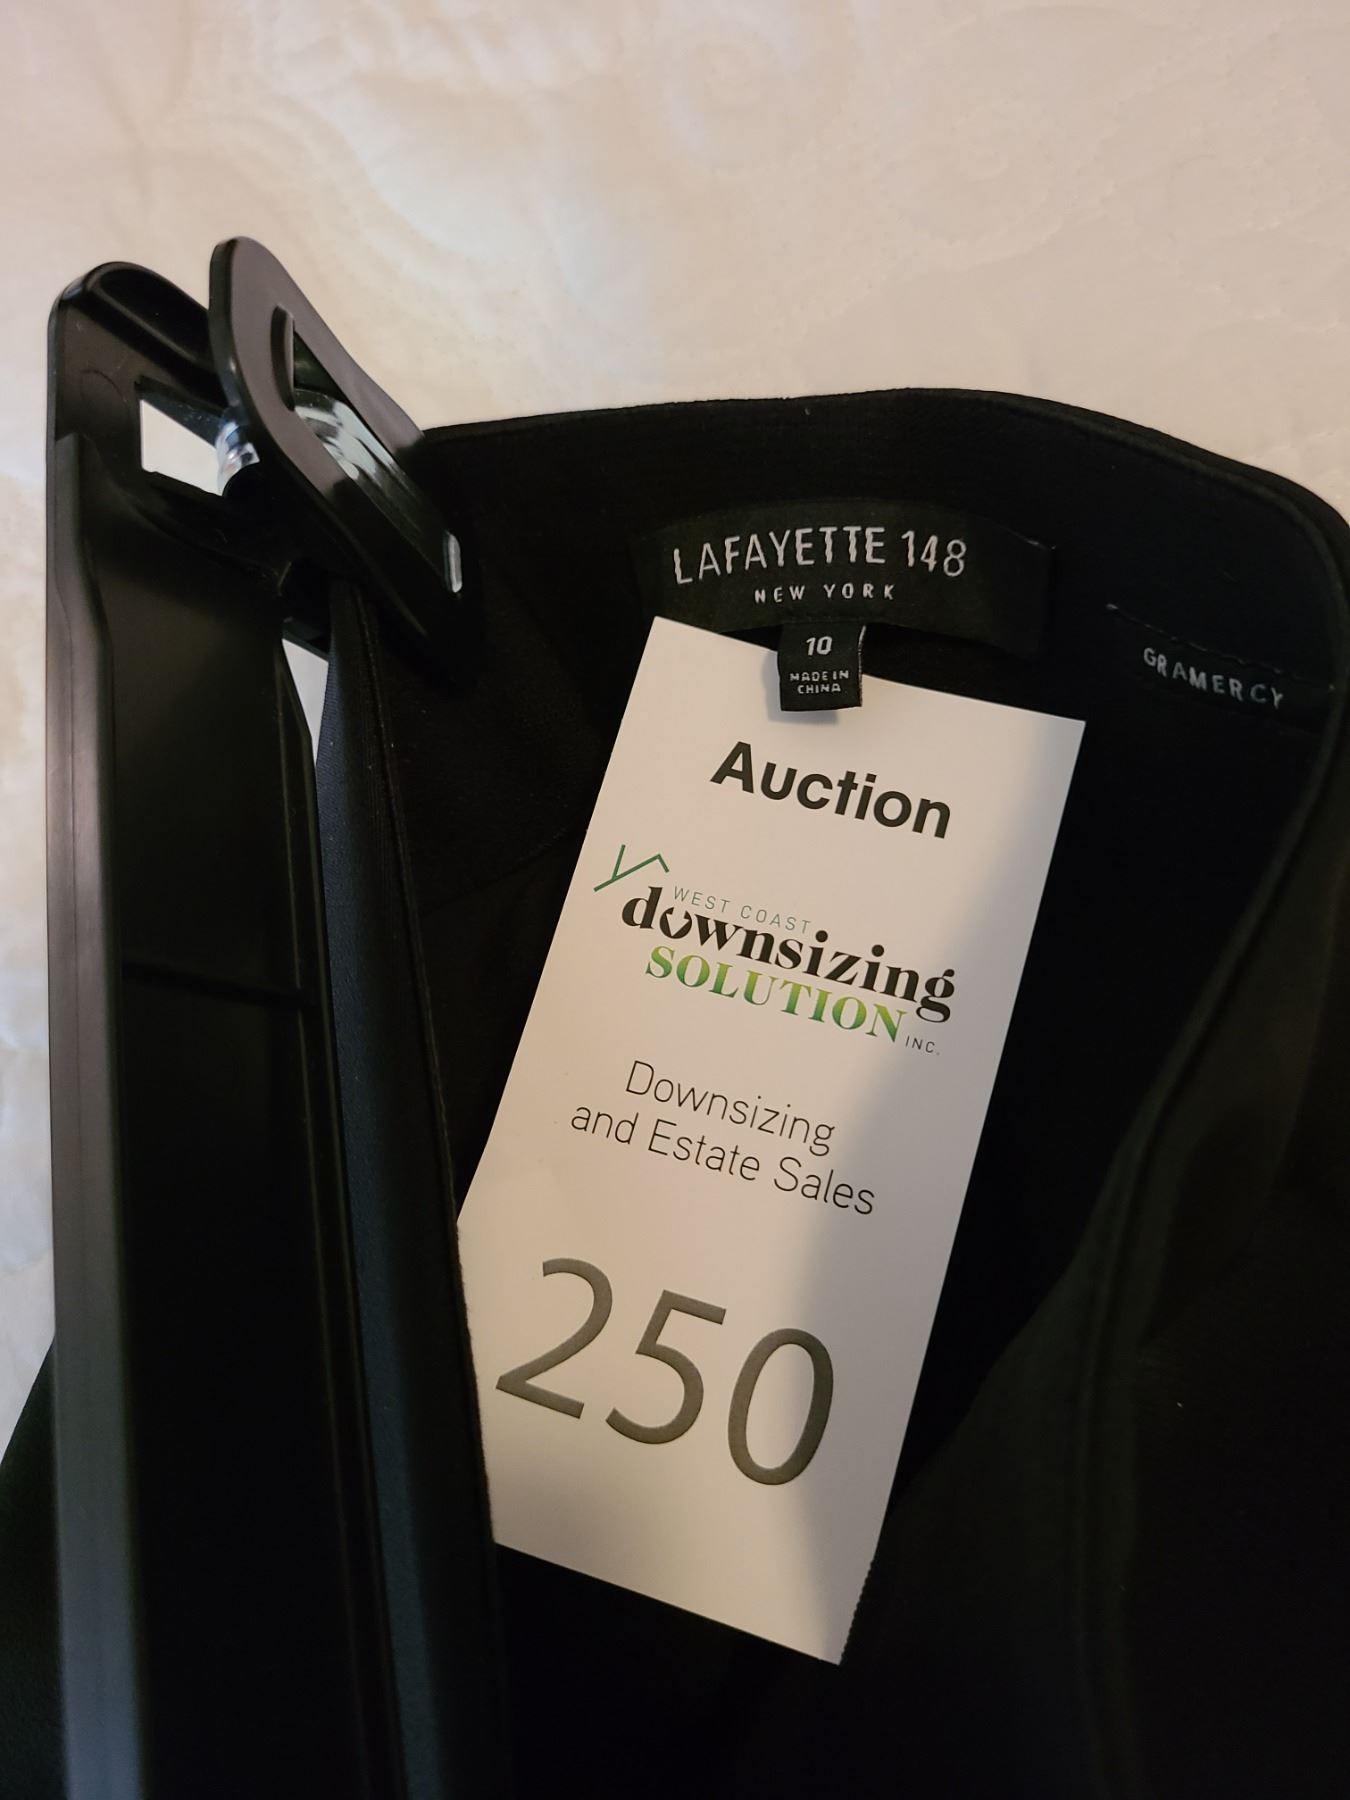 LAFAYETTE 148
NEW YORK
10
MADE IN
CHINA
GRAMERCY
Auction
WEST COAST
downsizing
SOLUTION INC.
Downsizing
and Estate Sales
250